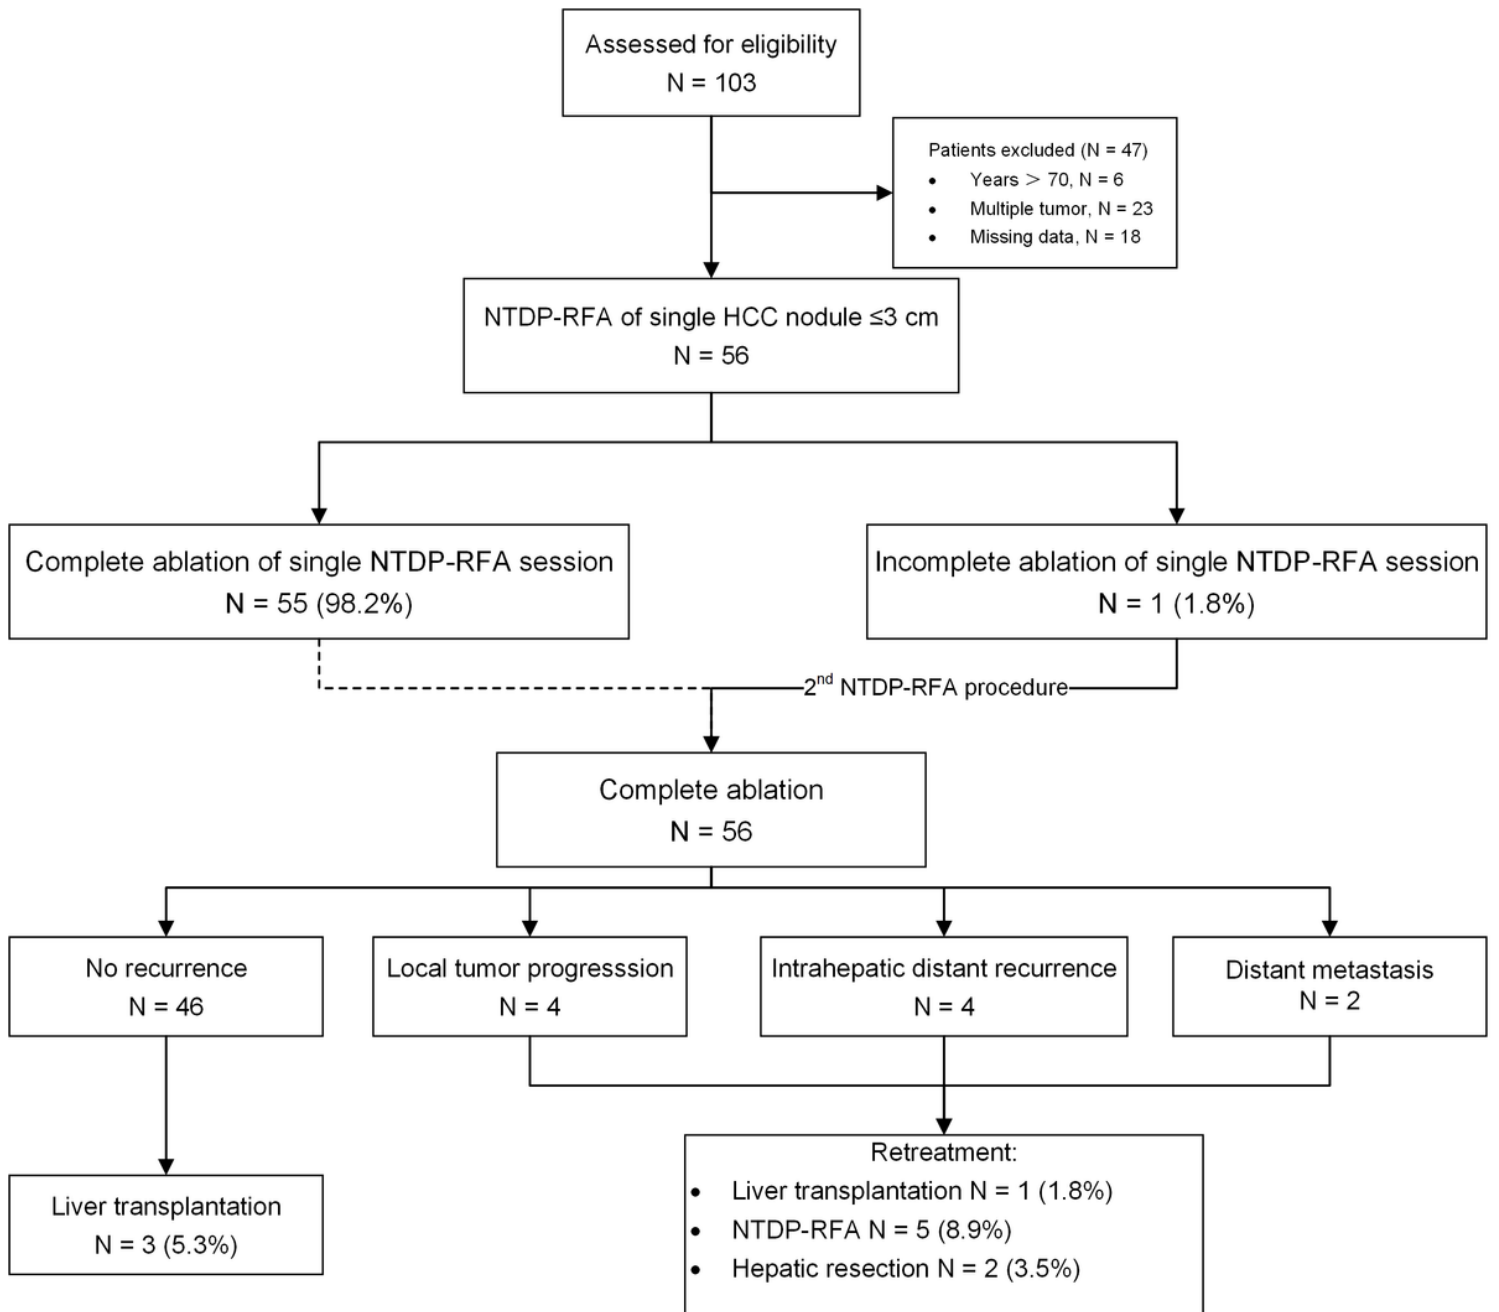 Assessed for eligibility
N = 103
Patients excluded (N = 47)
• Years > 70, N = 6
• Multiple tumor, N = 23
• Missing data, N = 18
NTDP-RFA of single HCC nodule ≤3 cm
N = 56
Complete ablation of single NTDP-RFA session
N = 55 (98.2%)
Incomplete ablation of single NTDP-RFA session
N = 1 (1.8%)
2nd NTDP-RFA procedure
Complete ablation
N = 56
No recurrence
N = 46
Local tumor progresssion
N = 4
Intrahepatic distant recurrence
N = 4
Distant metastasis
N = 2
Liver transplantation
N = 3 (5.3%)
Retreatment:
• Liver transplantation N = 1 (1.8%)
• NTDP-RFA N = 5 (8.9%)
• Hepatic resection N = 2 (3.5%)